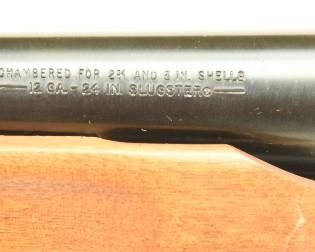 CHAMBERED FOR 2¾ AND 3 IN. SHELLS
12 GA. - 24 IN. SLUGSTER